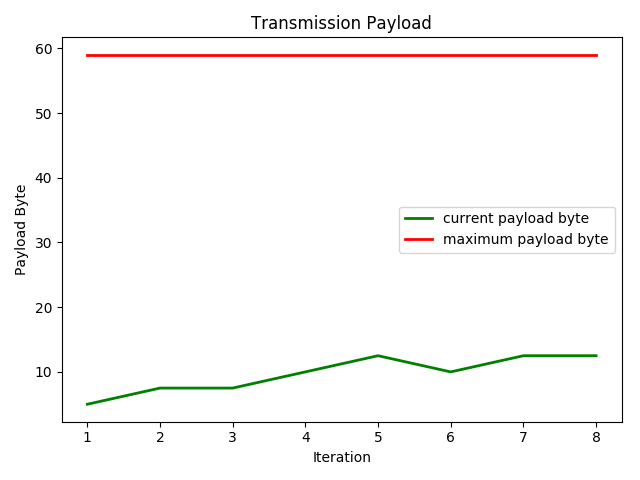 Transmission Payload
60
50
40
30
20
10
Payload Byte
current payload byte
maximum payload byte
1 2 3 4 5 6 7 8
Iteration